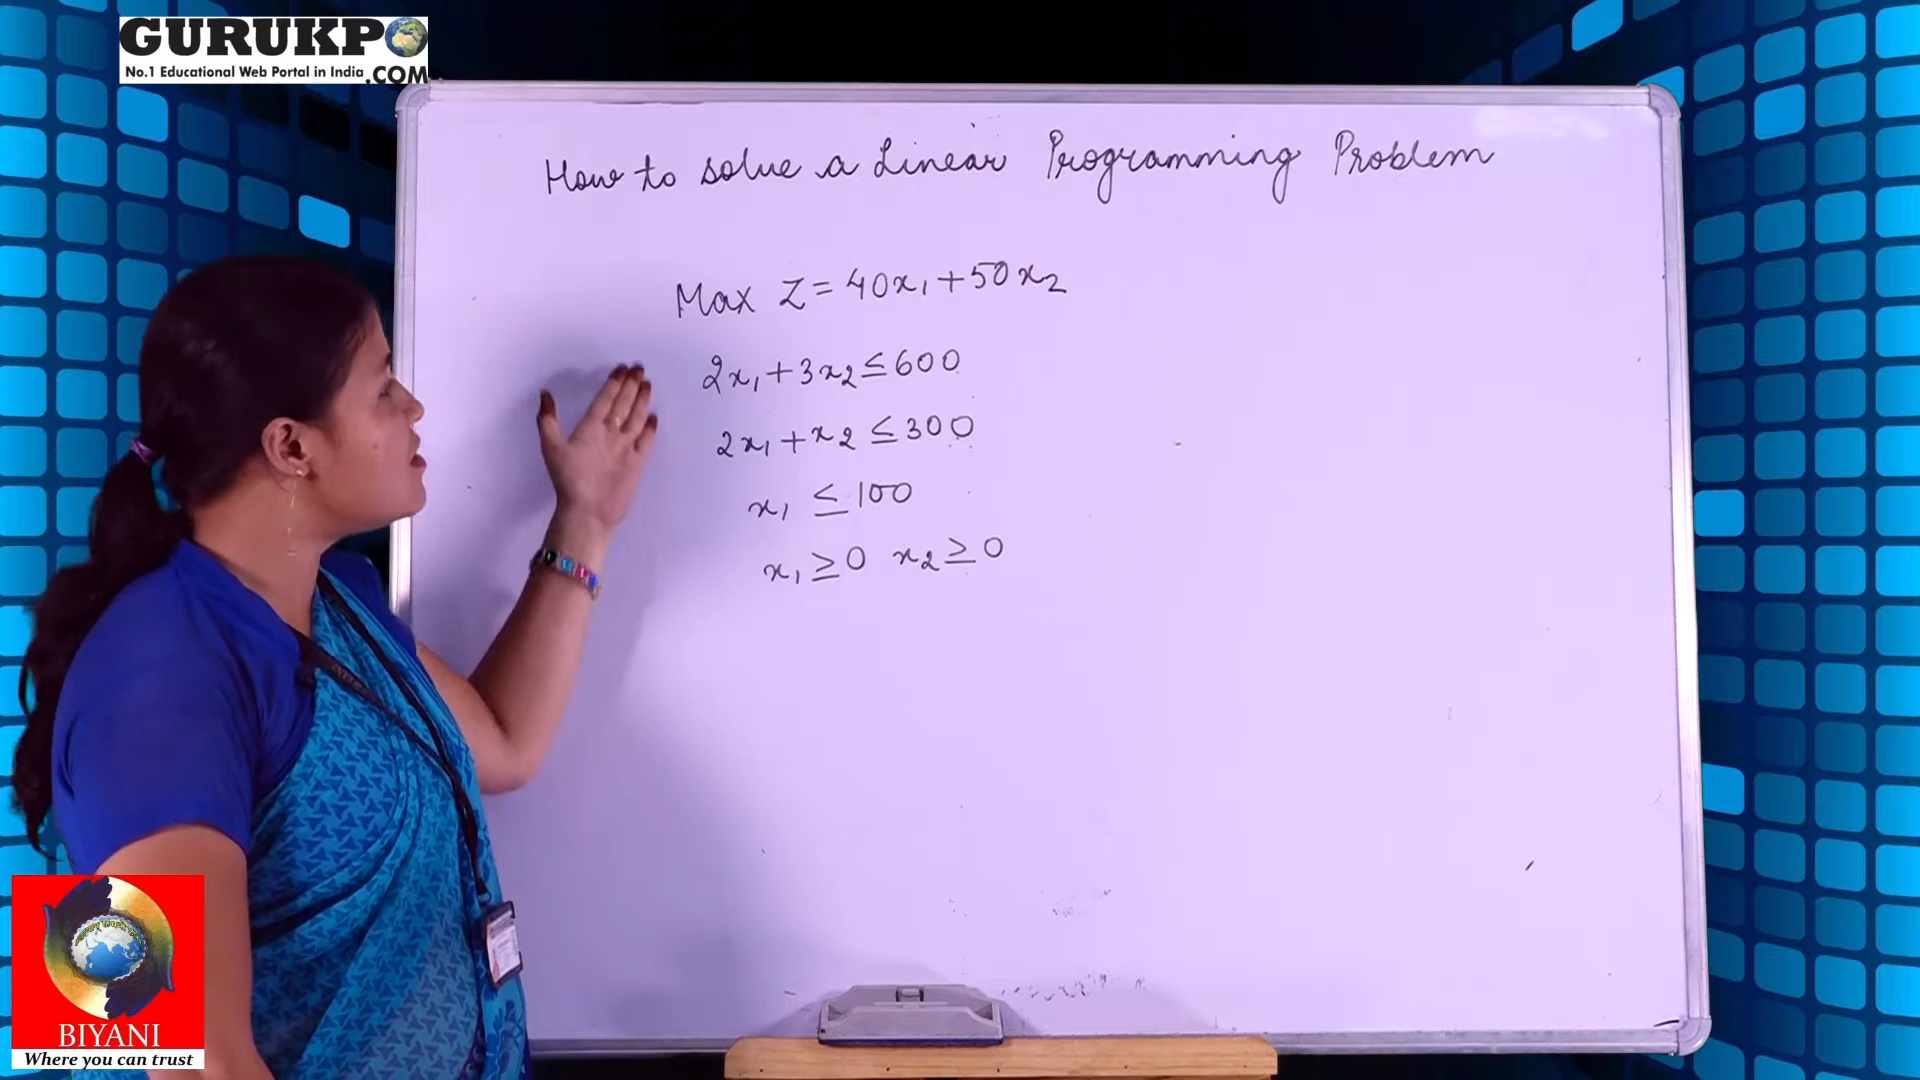 GURUKPO
No.1 Educational Web Portal in India .COM
How to solve a Linear Programming Problem
Max Z = 40x₁ + 50x₂
2x₁ + 3x₂ ≤ 600
2x₁ + x₂ ≤ 300
x₁ ≤ 100
x₁ ≥ 0 x₂ ≥ 0
BIYANI
Where you can trust